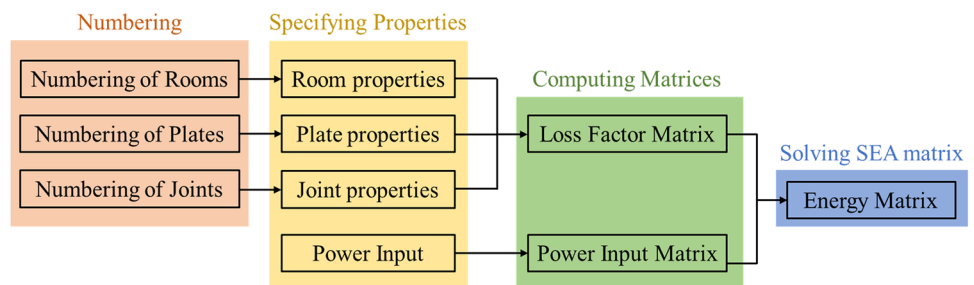 Numbering
Specifying Properties
Numbering of Rooms
Room properties
Computing Matrices
Numbering of Plates
Plate properties
Loss Factor Matrix
Solving SEA matrix
Numbering of Joints
Joint properties
Energy Matrix
Power Input
Power Input Matrix